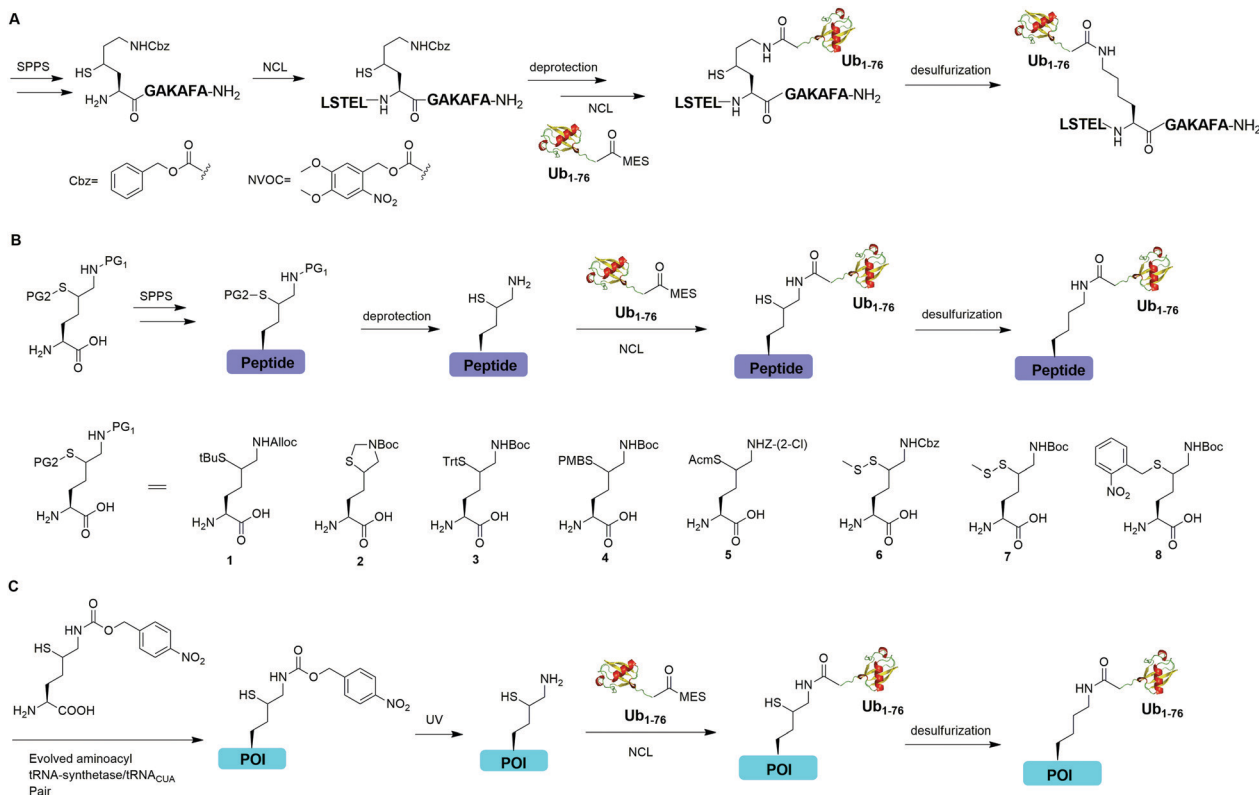 A
NHCbz
HS
H₂N
O
GAKAFA-NH₂
SPPS
NCL
NHCbz
HS
LSTEL
N
H
O
GAKAFA-NH₂
deprotection
NCL
O
MES
Ub₁₋₇₆
O
N
H
Ub₁₋₇₆
HS
LSTEL
N
H
O
GAKAFA-NH₂
desulfurization
O
Ub₁₋₇₆
HN
LSTEL
N
H
O
GAKAFA-NH₂
Cbz=
O
O
NVOC=
O
O
O
O
NO₂
B
HN-PG₁
PG2-S
H₂N
OH
O
SPPS
HN-PG₁
PG2-S
Peptide
deprotection
NH₂
HS
Peptide
O
MES
Ub₁₋₇₆
NCL
O
HN
HS
Ub₁₋₇₆
Peptide
desulfurization
O
HN
Ub₁₋₇₆
Peptide
HN-PG₁
PG2-S
H₂N
OH
O
=
NHAlloc
tBuS
H₂N
OH
O
1
NBoc
S
H₂N
OH
O
2
NHBoc
TrtS
H₂N
OH
O
3
NHBoc
PMBS
H₂N
OH
O
4
NHZ-(2-Cl)
AcmS
H₂N
OH
O
5
NHCbz
S-S
H₂N
OH
O
6
NHBoc
S-S
H₂N
OH
O
7
NHBoc
S
NO₂
H₂N
OH
O
8
C
O
HN
O
HS
NO₂
H₂N
COOH
Evolved aminoacyl
tRNA-synthetase/tRNA_CUA
Pair
O
HN
O
HS
NO₂
POI
UV
NH₂
HS
POI
O
MES
Ub₁₋₇₆
NCL
O
HN
HS
Ub₁₋₇₆
POI
desulfurization
O
HN
Ub₁₋₇₆
POI